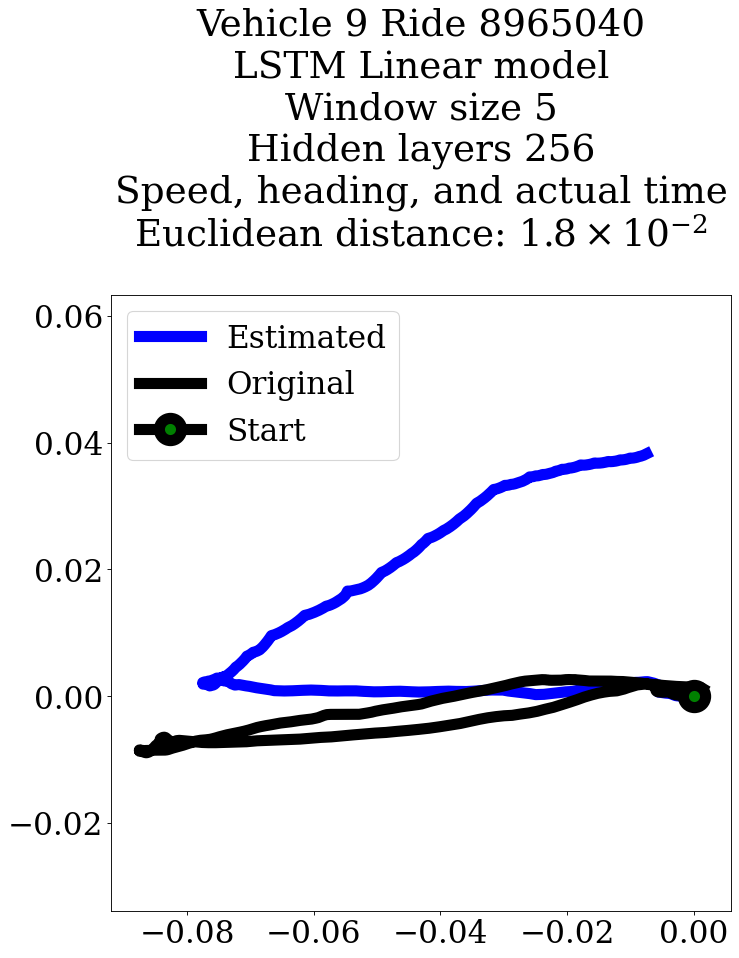 Vehicle 9 Ride 8965040
LSTM Linear model
Window size 5
Hidden layers 256
Speed, heading, and actual time
Euclidean distance: 1.8 × 10⁻²
Estimated
Original
Start
0.06
0.04
0.02
0.00
−0.02
−0.08 −0.06 −0.04 −0.02 0.00